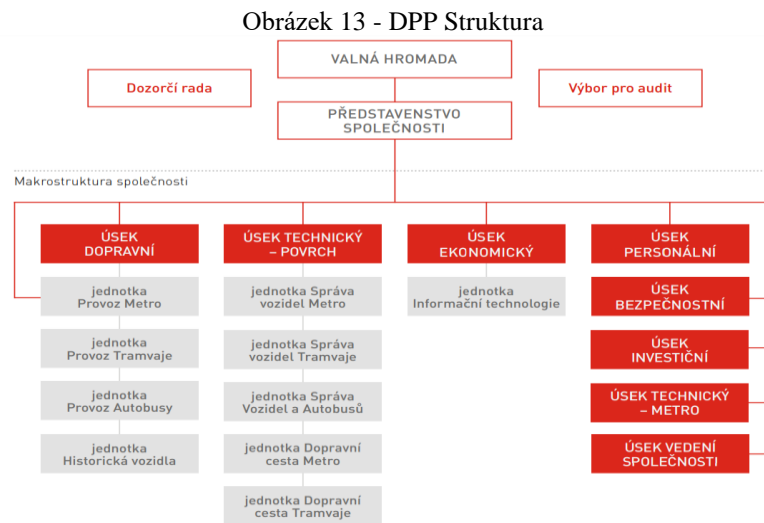 Obrázek 13 - DPP Struktura
VALNÁ HROMADA
Dozorčí rada
Výbor pro audit
PŘEDSTAVENSTVO
SPOLEČNOSTI
Makrostruktura společnosti
ÚSEK
DOPRAVNÍ
jednotka
Provoz Metro
jednotka
Provoz Tramvaje
jednotka
Provoz Autobusy
jednotka
Historická vozidla
ÚSEK TECHNICKÝ
– POVRCH
jednotka Správa
vozidel Metro
jednotka Správa
vozidel Tramvaje
jednotka Správa
Vozidel a Autobusů
jednotka Dopravní
cesta Metro
jednotka Dopravní
cesta Tramvaje
ÚSEK
EKONOMICKÝ
jednotka
Informační technologie
ÚSEK
PERSONÁLNÍ
ÚSEK
BEZPEČNOSTNÍ
ÚSEK
INVESTIČNÍ
ÚSEK TECHNICKÝ
– METRO
ÚSEK VEDENÍ
SPOLEČNOSTI